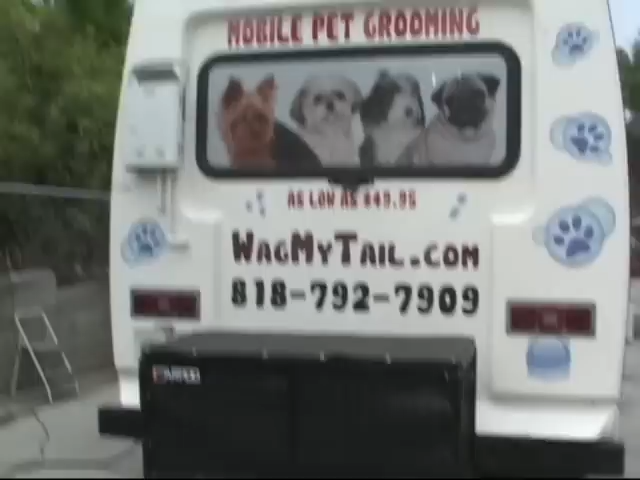 MOBILE PET GROOMING
AS LOW AS $49.95
WAGMYTAIL.COM
818-792-7909